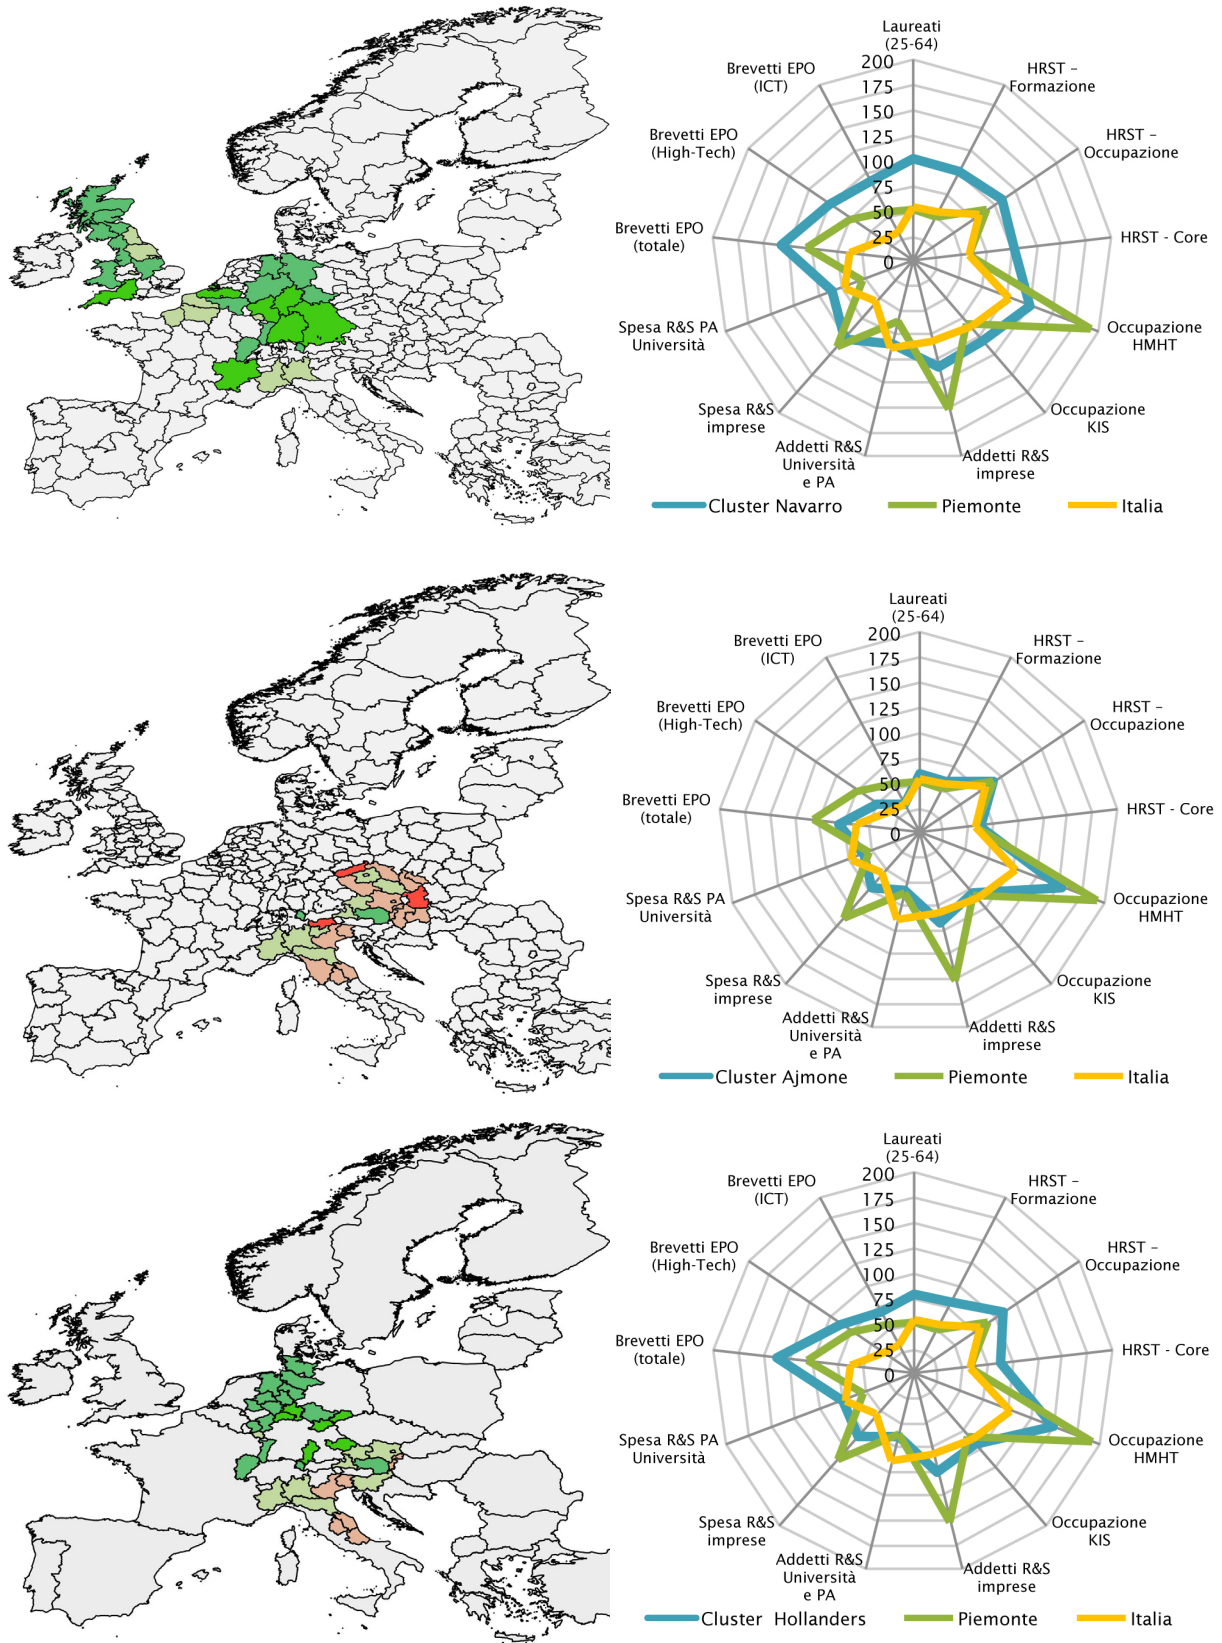 Laureati
(25-64)
Brevetti EPO
(ICT)
HRST –
Formazione
Brevetti EPO
(High-Tech)
HRST –
Occupazione
Brevetti EPO
(totale)
HRST - Core
Spesa R&S PA
Università
Occupazione
HMHT
Spesa R&S
imprese
Occupazione
KIS
Addetti R&S
Università
e PA
Addetti R&S
imprese
200
175
150
125
100
75
50
25
0
Cluster Navarro
Piemonte
Italia
Laureati
(25-64)
Brevetti EPO
(ICT)
HRST –
Formazione
Brevetti EPO
(High-Tech)
HRST –
Occupazione
Brevetti EPO
(totale)
HRST - Core
Spesa R&S PA
Università
Occupazione
HMHT
Spesa R&S
imprese
Occupazione
KIS
Addetti R&S
Università
e PA
Addetti R&S
imprese
200
175
150
125
100
75
50
25
0
Cluster Ajmone
Piemonte
Italia
Laureati
(25-64)
Brevetti EPO
(ICT)
HRST –
Formazione
Brevetti EPO
(High-Tech)
HRST –
Occupazione
Brevetti EPO
(totale)
HRST - Core
Spesa R&S PA
Università
Occupazione
HMHT
Spesa R&S
imprese
Occupazione
KIS
Addetti R&S
Università
e PA
Addetti R&S
imprese
200
175
150
125
100
75
50
25
0
Cluster Hollanders
Piemonte
Italia